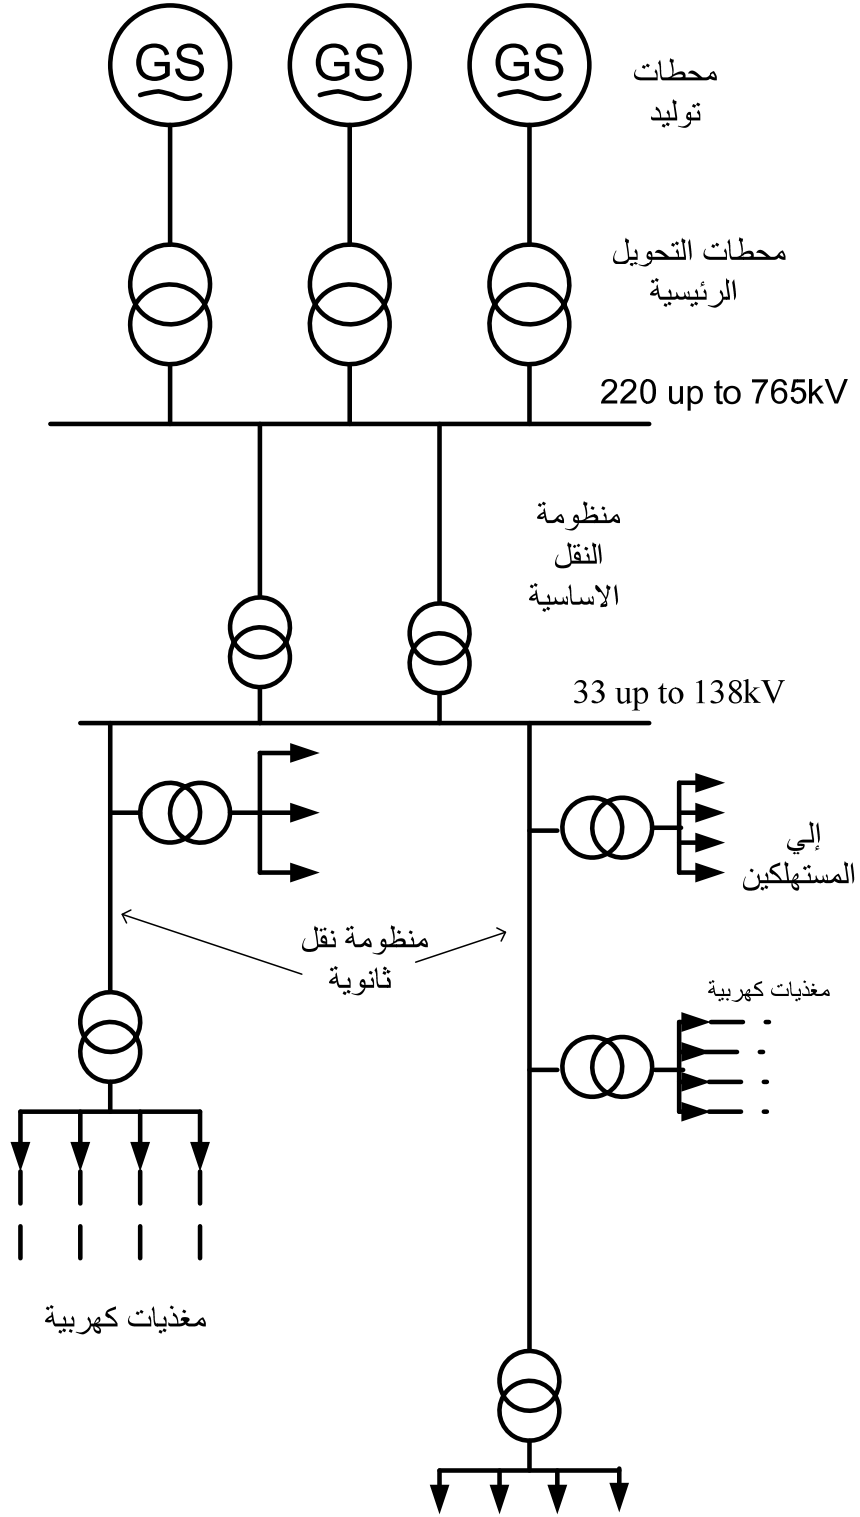 GS GS GS
محطات
توليد
محطات التحويل
الرئيسية
220 up to 765kV
منظومة
النقل
الاساسية
33 up to 138kV
إلي
المستهلكين
منظومة نقل
ثانوية
مغذيات كهربية
مغذيات كهربية